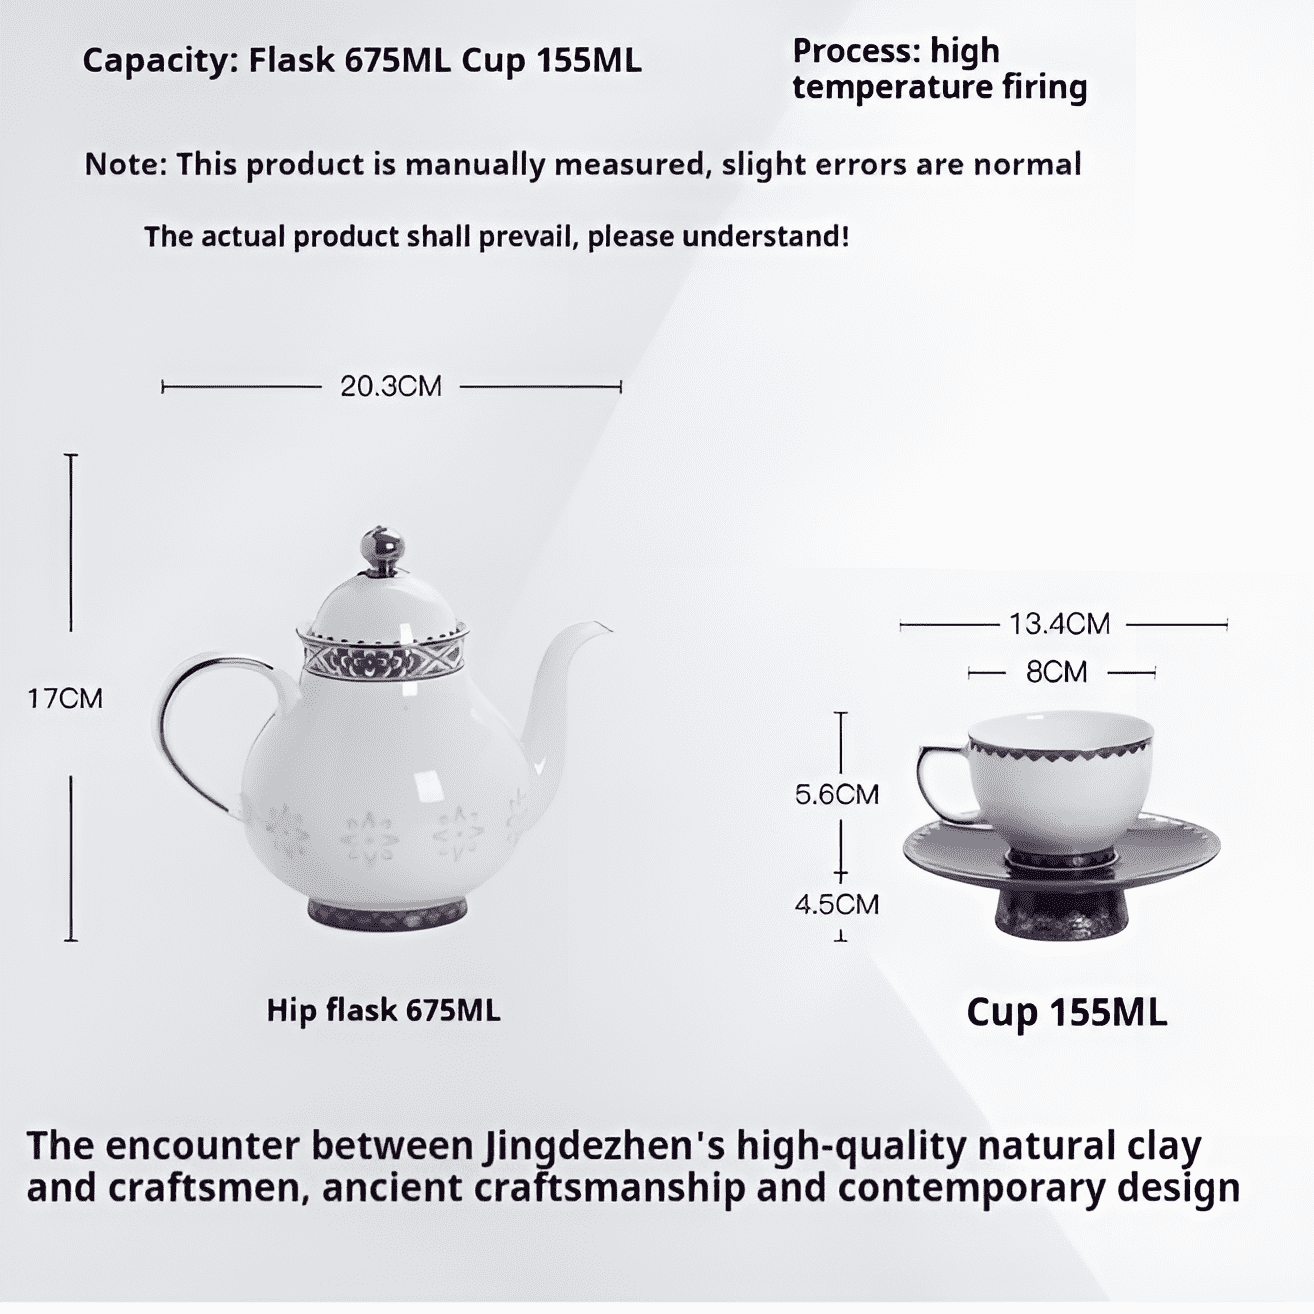 Capacity: Flask 675ML Cup 155ML
Process: high
temperature firing
Note: This product is manually measured, slight errors are normal
The actual product shall prevail, please understand!
20.3CM
17CM
13.4CM
8CM
5.6CM
4.5CM
Hip flask 675ML
Cup 155ML
The encounter between Jingdezhen's high-quality natural clay
and craftsmen, ancient craftsmanship and contemporary design